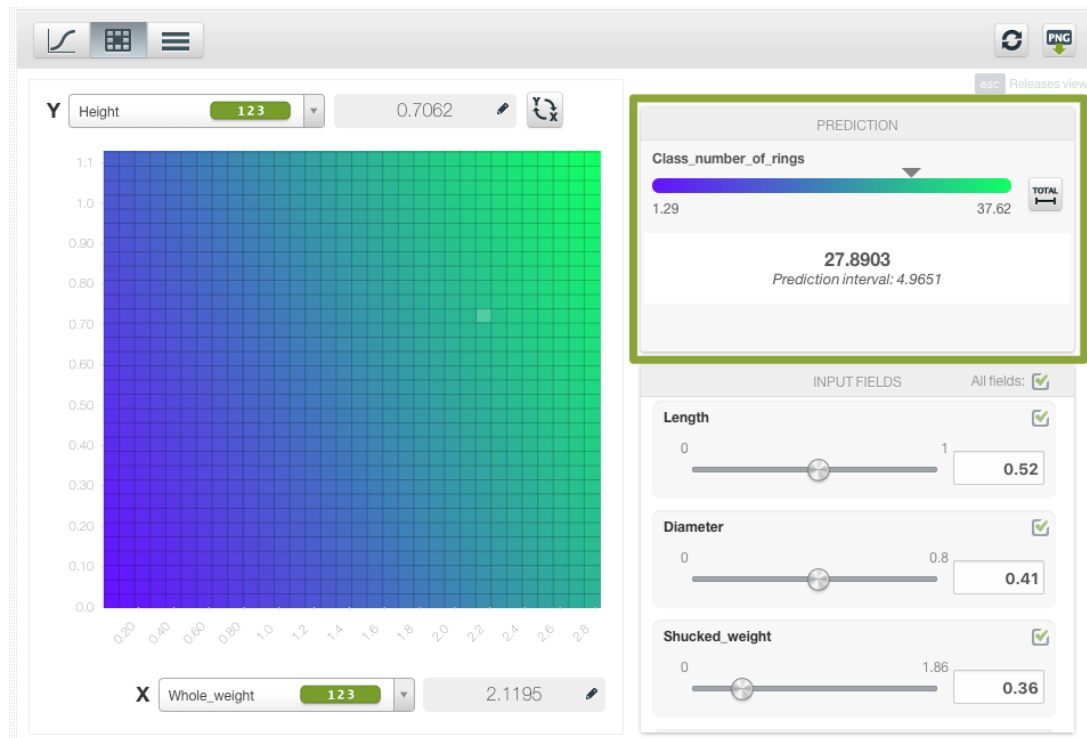 PNG
esc Releases view
Y Height 123 0.7062 Y X
1.1
1.0
0.90
0.80
0.70
0.60
0.50
0.40
0.30
0.20
0.10
0.0
0.20 0.40 0.60 0.80 1.0 1.2 1.4 1.6 1.8 2.0 2.2 2.4 2.6 2.8
X Whole_weight 123 2.1195
PREDICTION
Class_number_of_rings
TOTAL
1.29 37.62
27.8903
Prediction interval: 4.9651
INPUT FIELDS All fields:
Length
0 1
0.52
Diameter
0 0.8
0.41
Shucked_weight
0 1.86
0.36